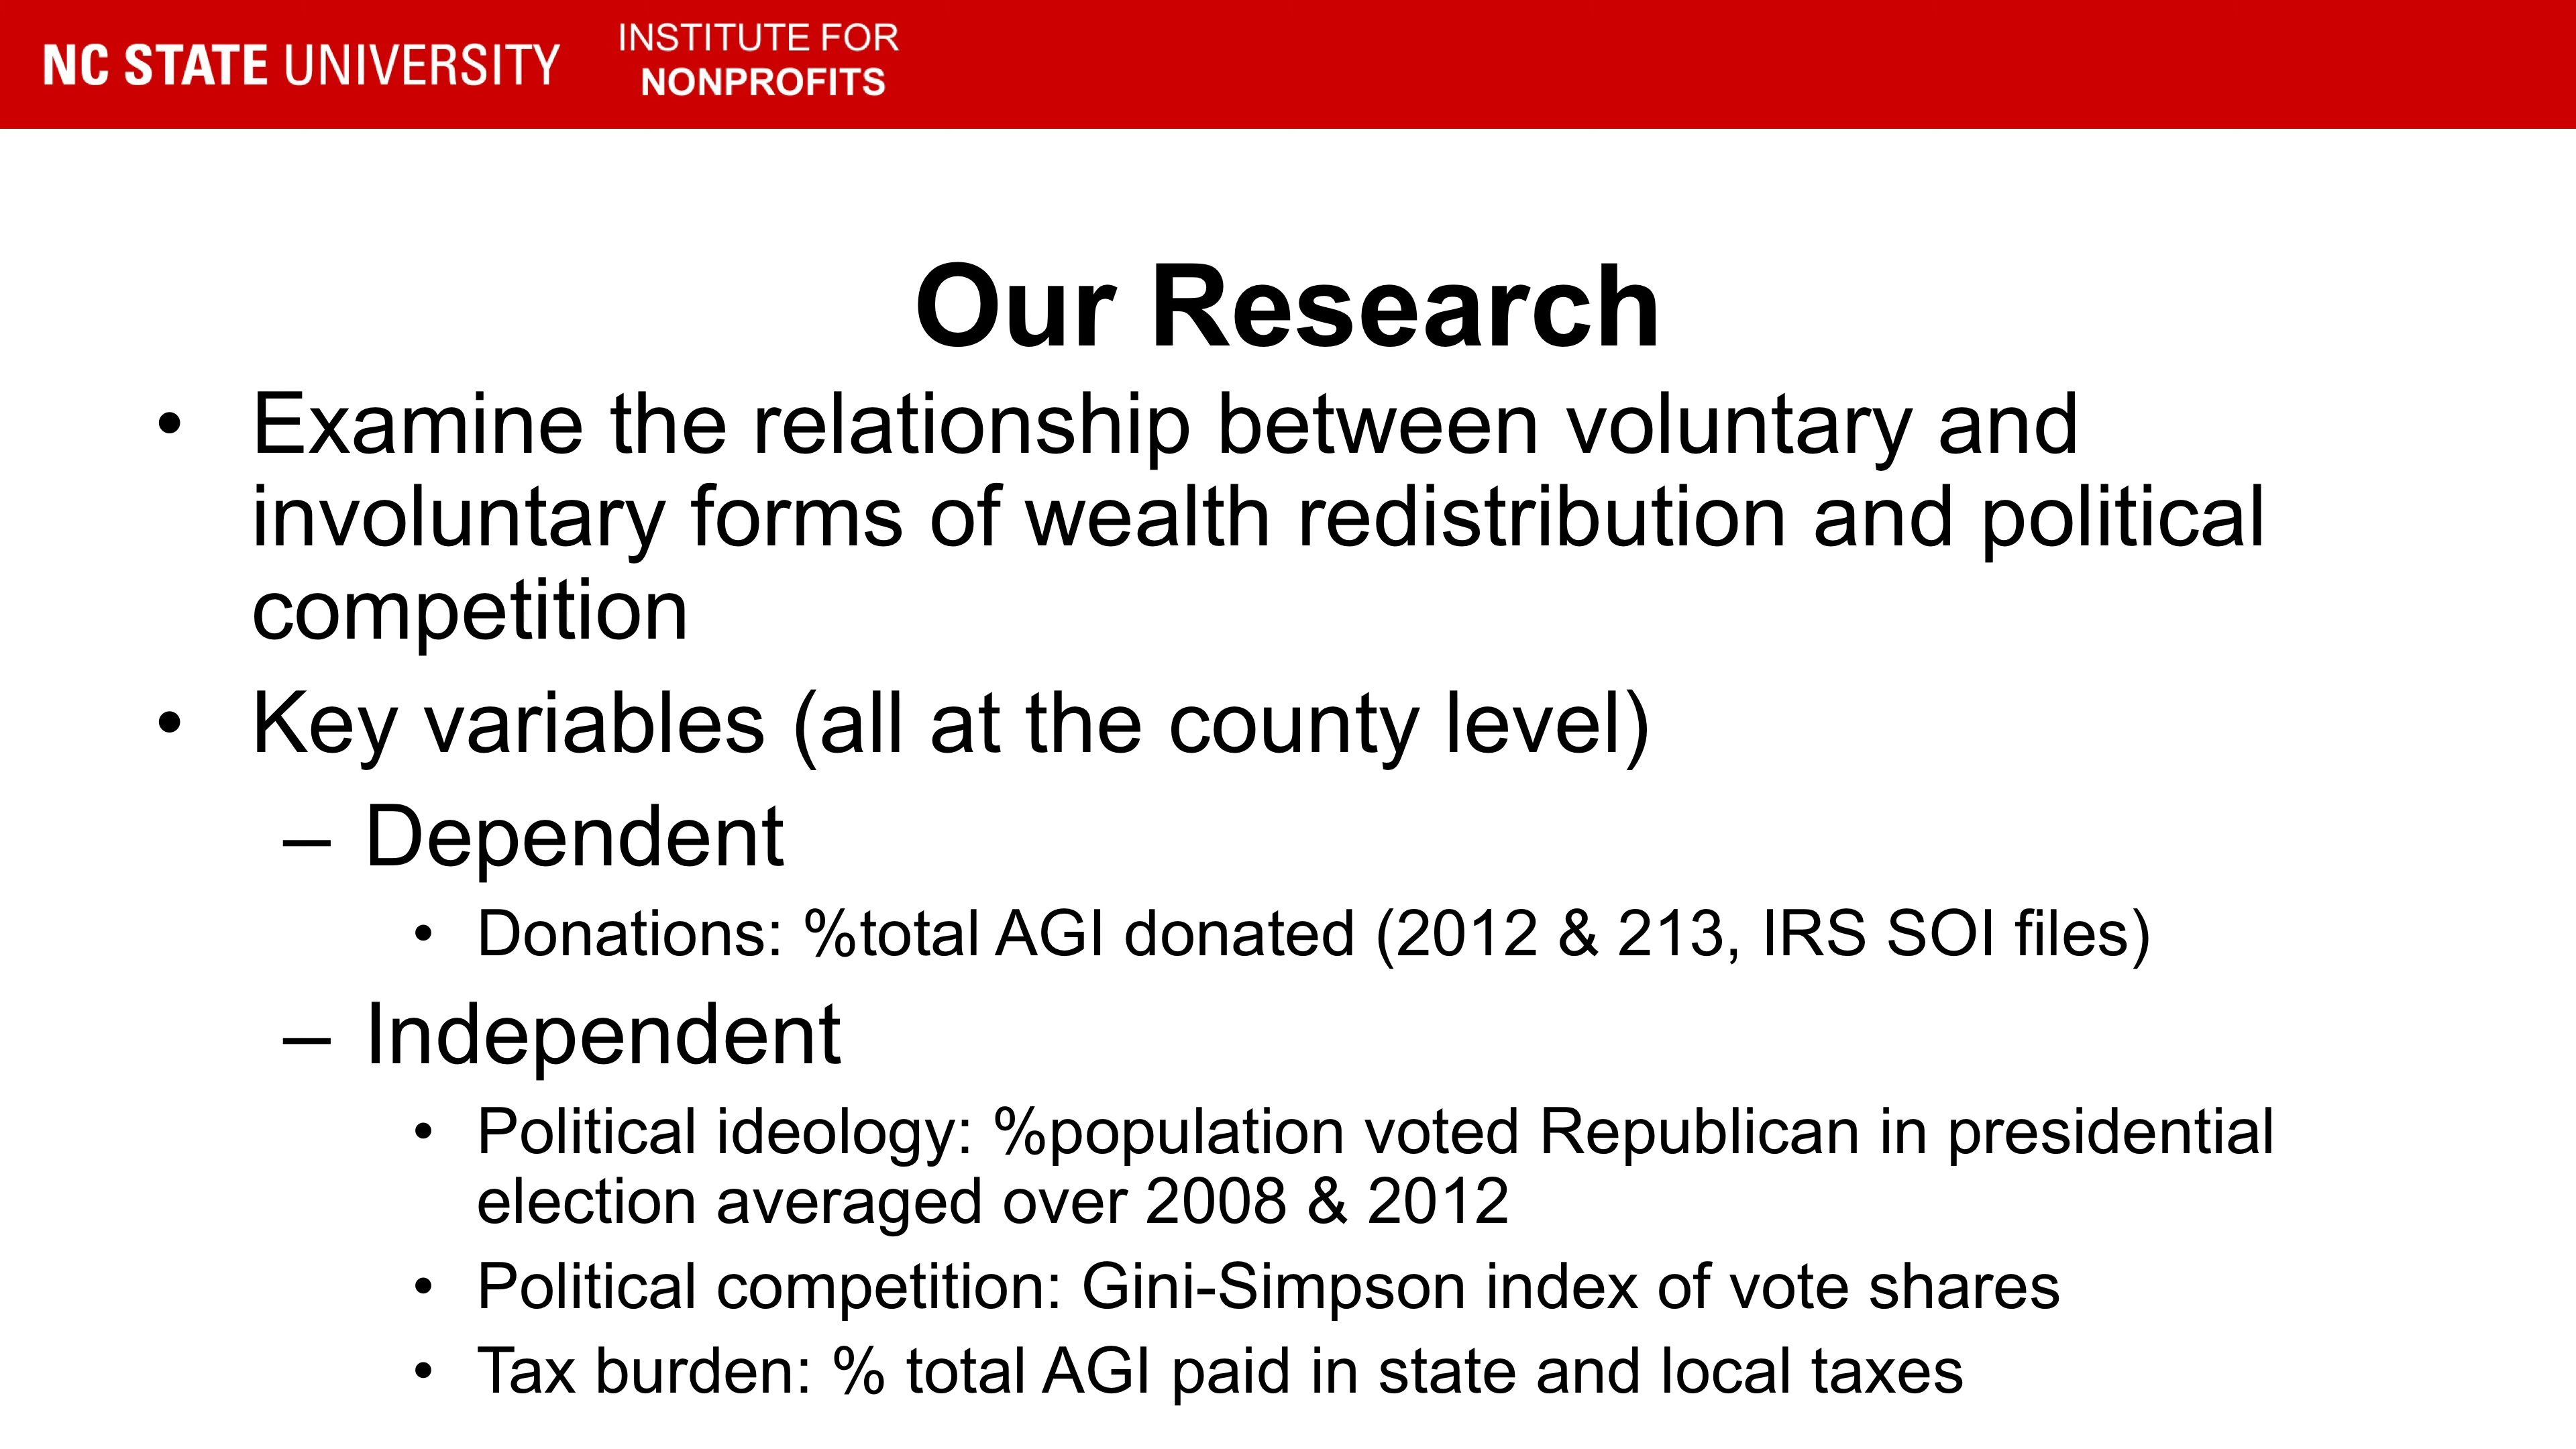 NC STATE UNIVERSITY
INSTITUTE FOR
NONPROFITS
Our Research
• Examine the relationship between voluntary and
involuntary forms of wealth redistribution and political
competition
• Key variables (all at the county level)
– Dependent
• Donations: %total AGI donated (2012 & 213, IRS SOI files)
– Independent
• Political ideology: %population voted Republican in presidential
election averaged over 2008 & 2012
• Political competition: Gini-Simpson index of vote shares
• Tax burden: % total AGI paid in state and local taxes